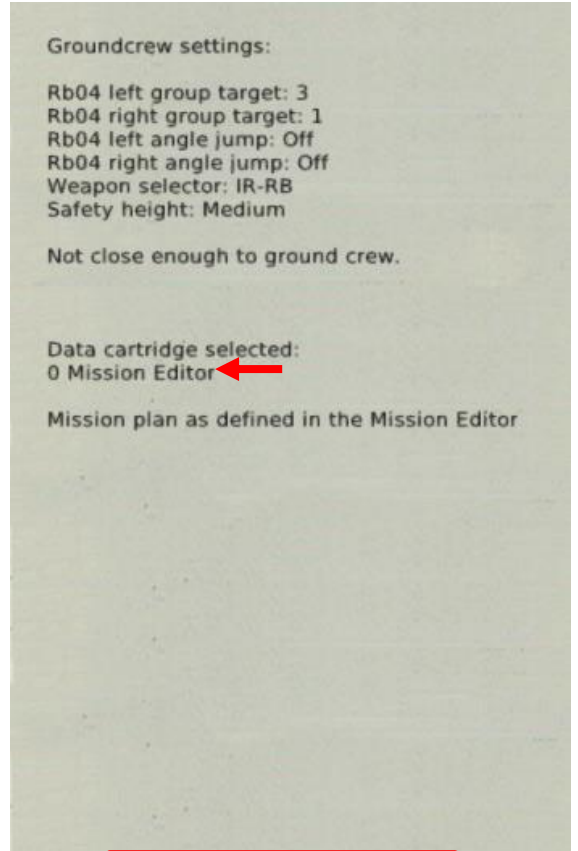 Groundcrew settings:
Rb04 left group target: 3
Rb04 right group target: 1
Rb04 left angle jump: Off
Rb04 right angle jump: Off
Weapon selector: IR-RB
Safety height: Medium
Not close enough to ground crew.
Data cartridge selected:
0 Mission Editor
Mission plan as defined in the Mission Editor